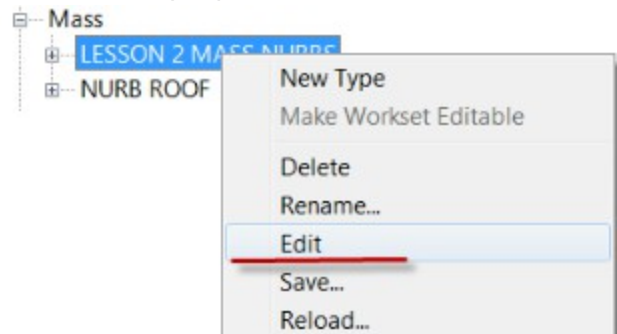 Mass
LESSON 2 MASS NURBS
NURB ROOF
New Type
Make Workset Editable
Delete
Rename...
Edit
Save...
Reload...